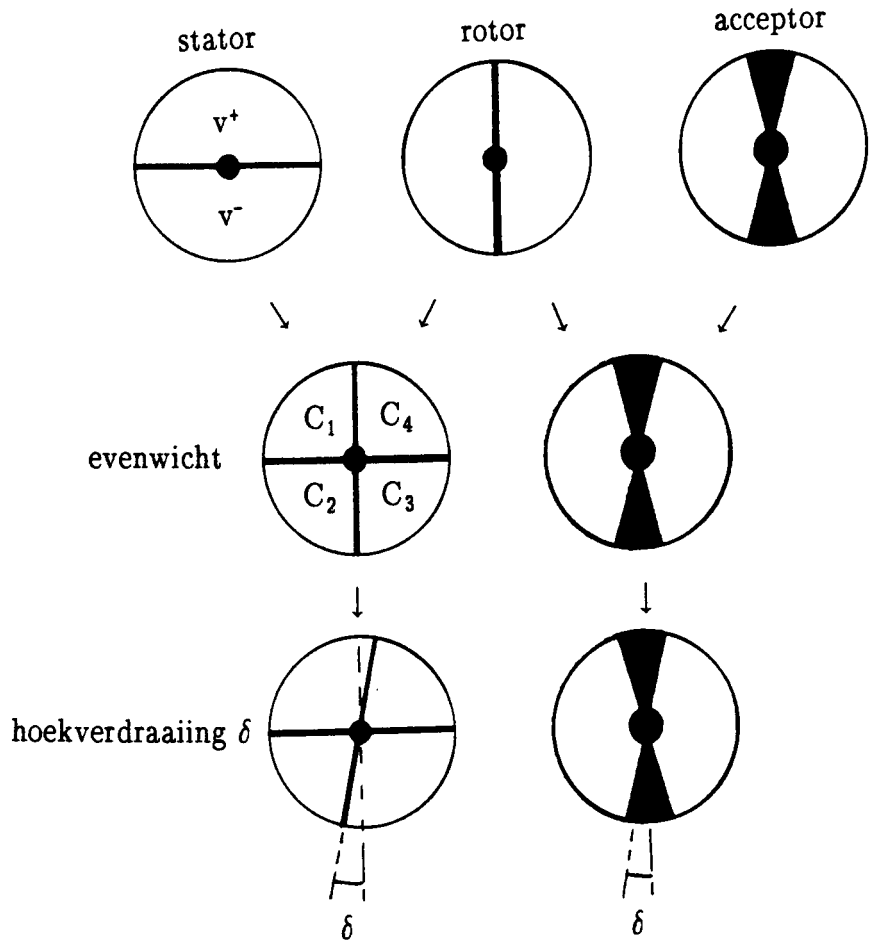 stator
rotor
acceptor
v⁺
v⁻
evenwicht
C₁ C₄
C₂ C₃
hoekverdraaiing δ
δ
δ